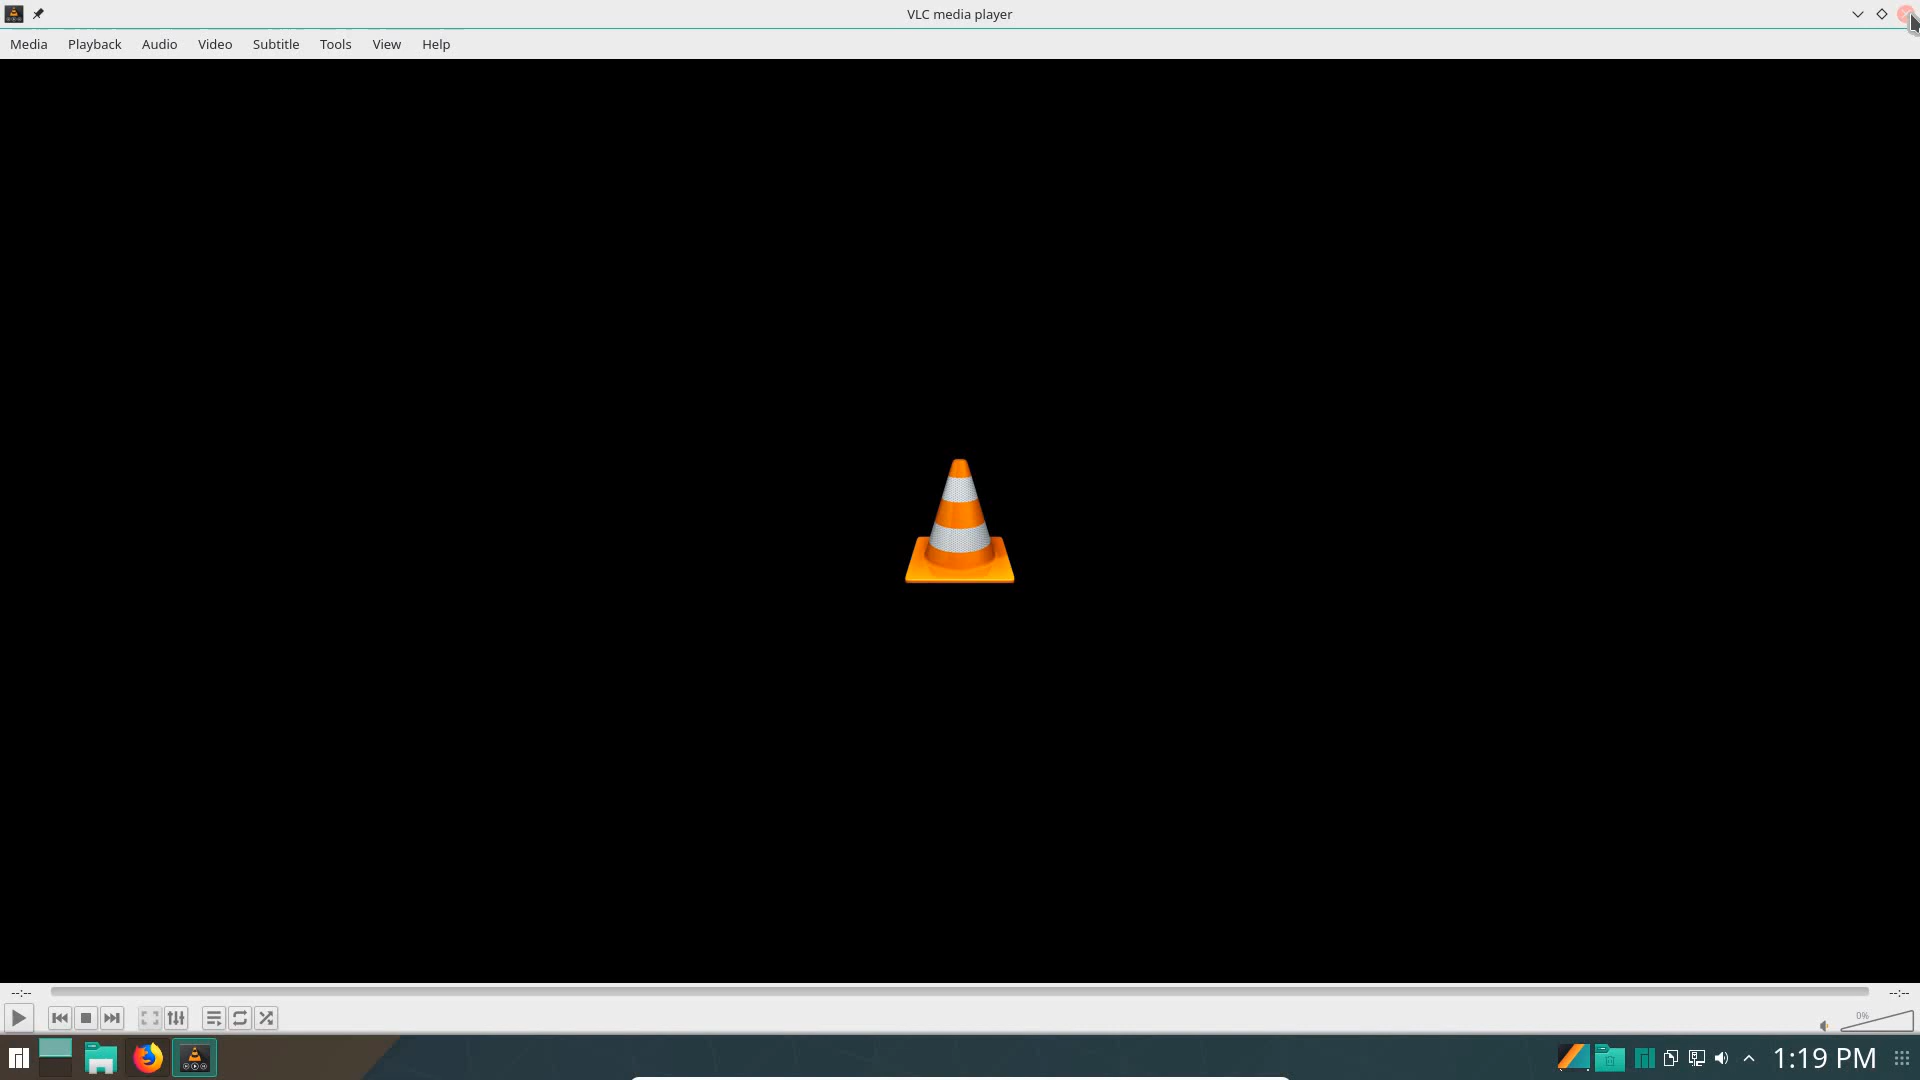 VLC media player
Media Playback Audio Video Subtitle Tools View Help
--:-- --:--
0%
1:19 PM